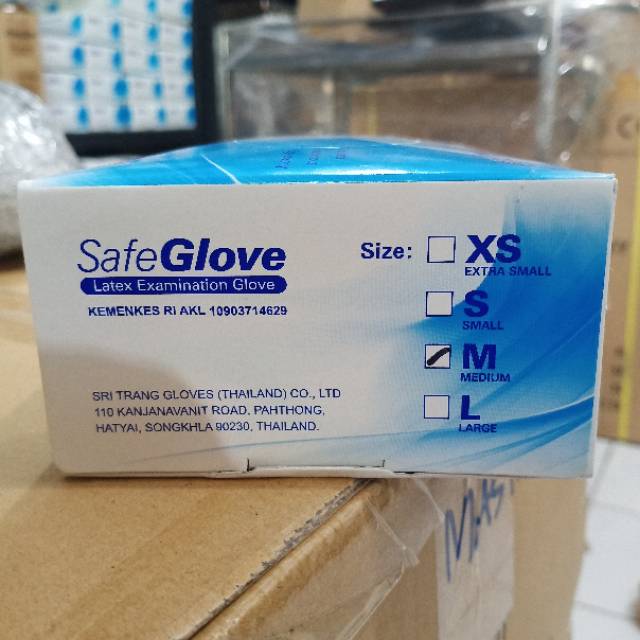 SafeGlove
Latex Examination Glove
KEMENKES RI AKL 10903714629
SRI TRANG GLOVES (THAILAND) CO., LTD
110 KANJANAVANIT ROAD, PAHTHONG,
HATYAI, SONGKHLA 90230, THAILAND.
Size: XS
EXTRA SMALL
S
SMALL
M
MEDIUM
L
LARGE